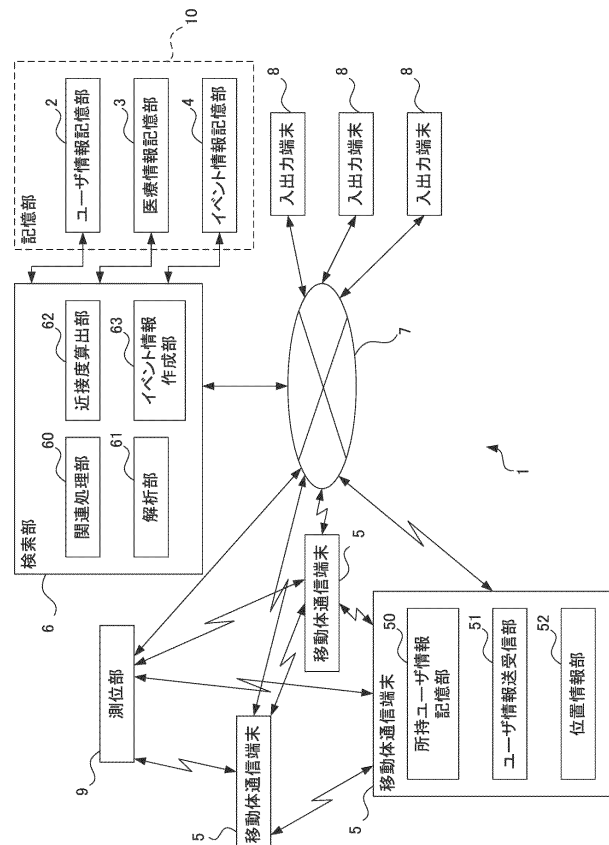 10
記憶部
2
ユーザ情報記憶部
3
医療情報記憶部
4
イベント情報記憶部
検索部
6
60
関連処理部
61
解析部
62
近接度算出部
63
イベント情報
作成部
8
入出力端末
8
入出力端末
8
入出力端末
7
1
測位部
9
移動体通信端末
5
移動体通信端末
5
移動体通信端末
5
50
所持ユーザ情報
記憶部
51
ユーザ情報送受信部
52
位置情報部